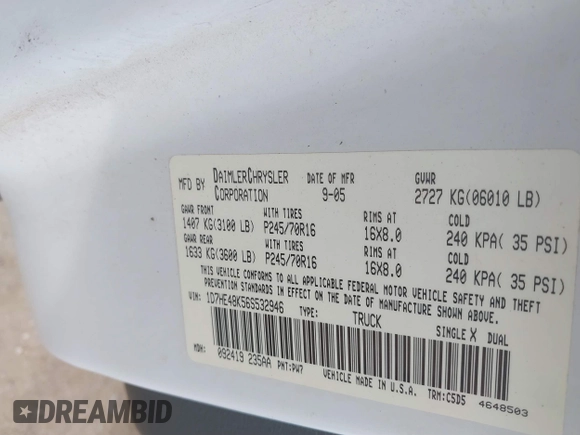 MFD BY DAIMLERCHRYSLER CORPORATION DATE OF MFR 9-05 GVWR 2727 KG(06010 LB)
GAWR FRONT WITH TIRES RIMS AT COLD
1407 KG(3100 LB) P245/70R16 16X8.0 240 KPA( 35 PSI)
GAWR REAR WITH TIRES RIMS AT COLD
1633 KG(3600 LB) P245/70R16 16X8.0 240 KPA( 35 PSI)
THIS VEHICLE CONFORMS TO ALL APPLICABLE FEDERAL MOTOR VEHICLE SAFETY AND THEFT
PREVENTION STANDARDS IN EFFECT ON THE DATE OF MANUFACTURE SHOWN ABOVE.
VIN: 1D7HE48K56S532946 TYPE: TRUCK SINGLE X DUAL
MDH: 092419 235AA PNT:PW7 VEHICLE MADE IN U.S.A. TRM:C5D5 4648503
DREAMBID